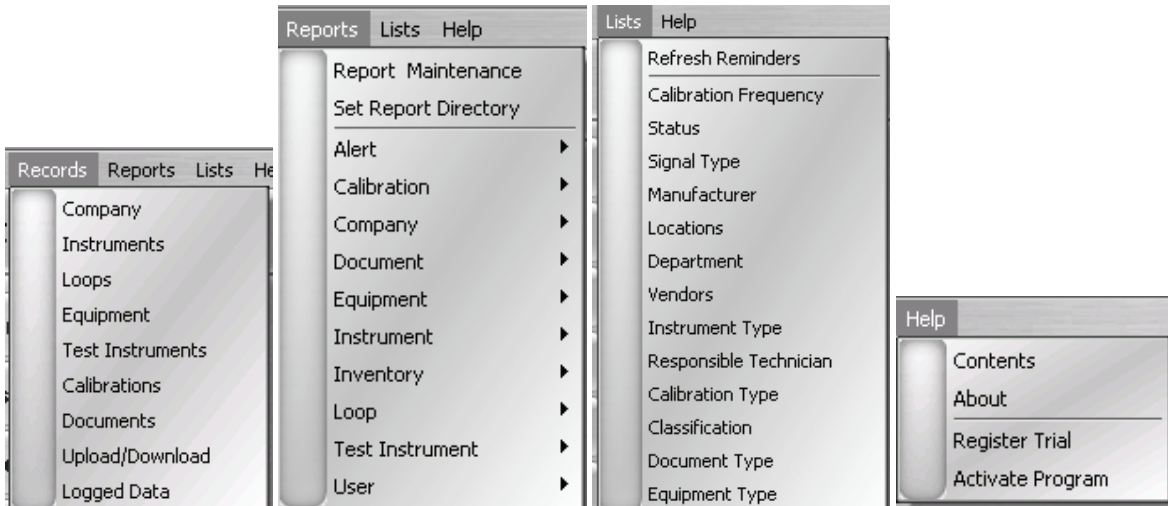 Records Reports Lists He
Company
Instruments
Loops
Equipment
Test Instruments
Calibrations
Documents
Upload/Download
Logged Data
Reports Lists Help
Report Maintenance
Set Report Directory
Alert
Calibration
Company
Document
Equipment
Instrument
Inventory
Loop
Test Instrument
User
Lists Help
Refresh Reminders
Calibration Frequency
Status
Signal Type
Manufacturer
Locations
Department
Vendors
Instrument Type
Responsible Technician
Calibration Type
Classification
Document Type
Equipment Type
Help
Contents
About
Register Trial
Activate Program